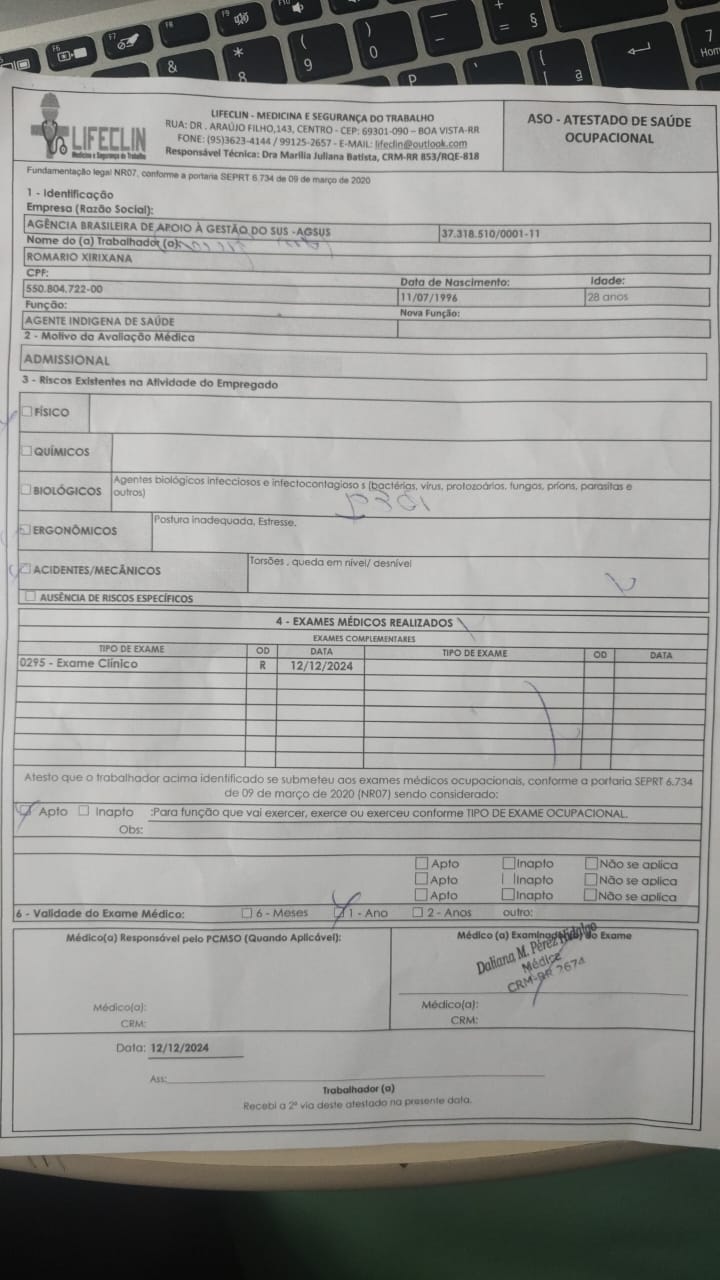 LIFECLIN
Medicina e Segurança do Trabalho
LIFECLIN - MEDICINA E SEGURANÇA DO TRABALHO
RUA: DR . ARAÚJO FILHO,143, CENTRO - CEP: 69301-090 – BOA VISTA-RR
FONE: (95)3623-4144 / 99125-2657 - E-MAIL: lifeclin@outlook.com
Responsável Técnica: Dra Marilia Juliana Batista, CRM-RR 853/RQE-818
ASO - ATESTADO DE SAÚDE
OCUPACIONAL
Fundamentação legal NR07, conforme a portaria SEPRT 6.734 de 09 de março de 2020
1 - Identificação
Empresa (Razão Social):
AGÊNCIA BRASILEIRA DE APOIO À GESTÃO DO SUS -AGSUS 37.318.510/0001-11
Nome do (a) Trabalhador (a):
ROMARIO XIRIXANA
CPF: Data de Nascimento: Idade:
550.804.722-00 11/07/1996 28 anos
Função: Nova Função:
AGENTE INDIGENA DE SAÚDE
2 - Motivo da Avaliação Médica
ADMISSIONAL
3 - Riscos Existentes na Atividade do Empregado
FÍSICO
QUÍMICOS
BIOLÓGICOS Agentes biológicos infecciosos e infectocontagioso s (bactérias, vírus, protozoários, fungos, príons, parasitas e
outros)
ERGONÔMICOS Postura inadequada, Estresse.
ACIDENTES/MECÂNICOS Torsões , queda em nivel/ desnível
AUSÊNCIA DE RISCOS ESPECÍFICOS
4 - EXAMES MÉDICOS REALIZADOS
EXAMES COMPLEMENTARES
TIPO DE EXAME OD DATA TIPO DE EXAME OD DATA
0295 - Exame Clínico R 12/12/2024
Atesto que o trabalhador acima identificado se submeteu aos exames médicos ocupacionais, conforme a portaria SEPRT 6.734
de 09 de março de 2020 (NR07) sendo considerado:
Apto Inapto :Para função que vai exercer, exerce ou exerceu conforme TIPO DE EXAME OCUPACIONAL.
Obs:
Apto Inapto Não se aplica
Apto Inapto Não se aplica
Apto Inapto Não se aplica
6 - Validade do Exame Médico: 6 - Meses 1 - Ano 2 - Anos outro:
Médico(a) Responsável pelo PCMSO (Quando Aplicável): Médico (a) Examinador(a) do Exame
Daliana M. Pérez Hidalgo
Médica
CRM-RR 2674
Médico(a): Médico(a):
CRM: CRM:
Data: 12/12/2024
Ass:
Trabalhador (a)
Recebi a 2ª via deste atestado na presente data.